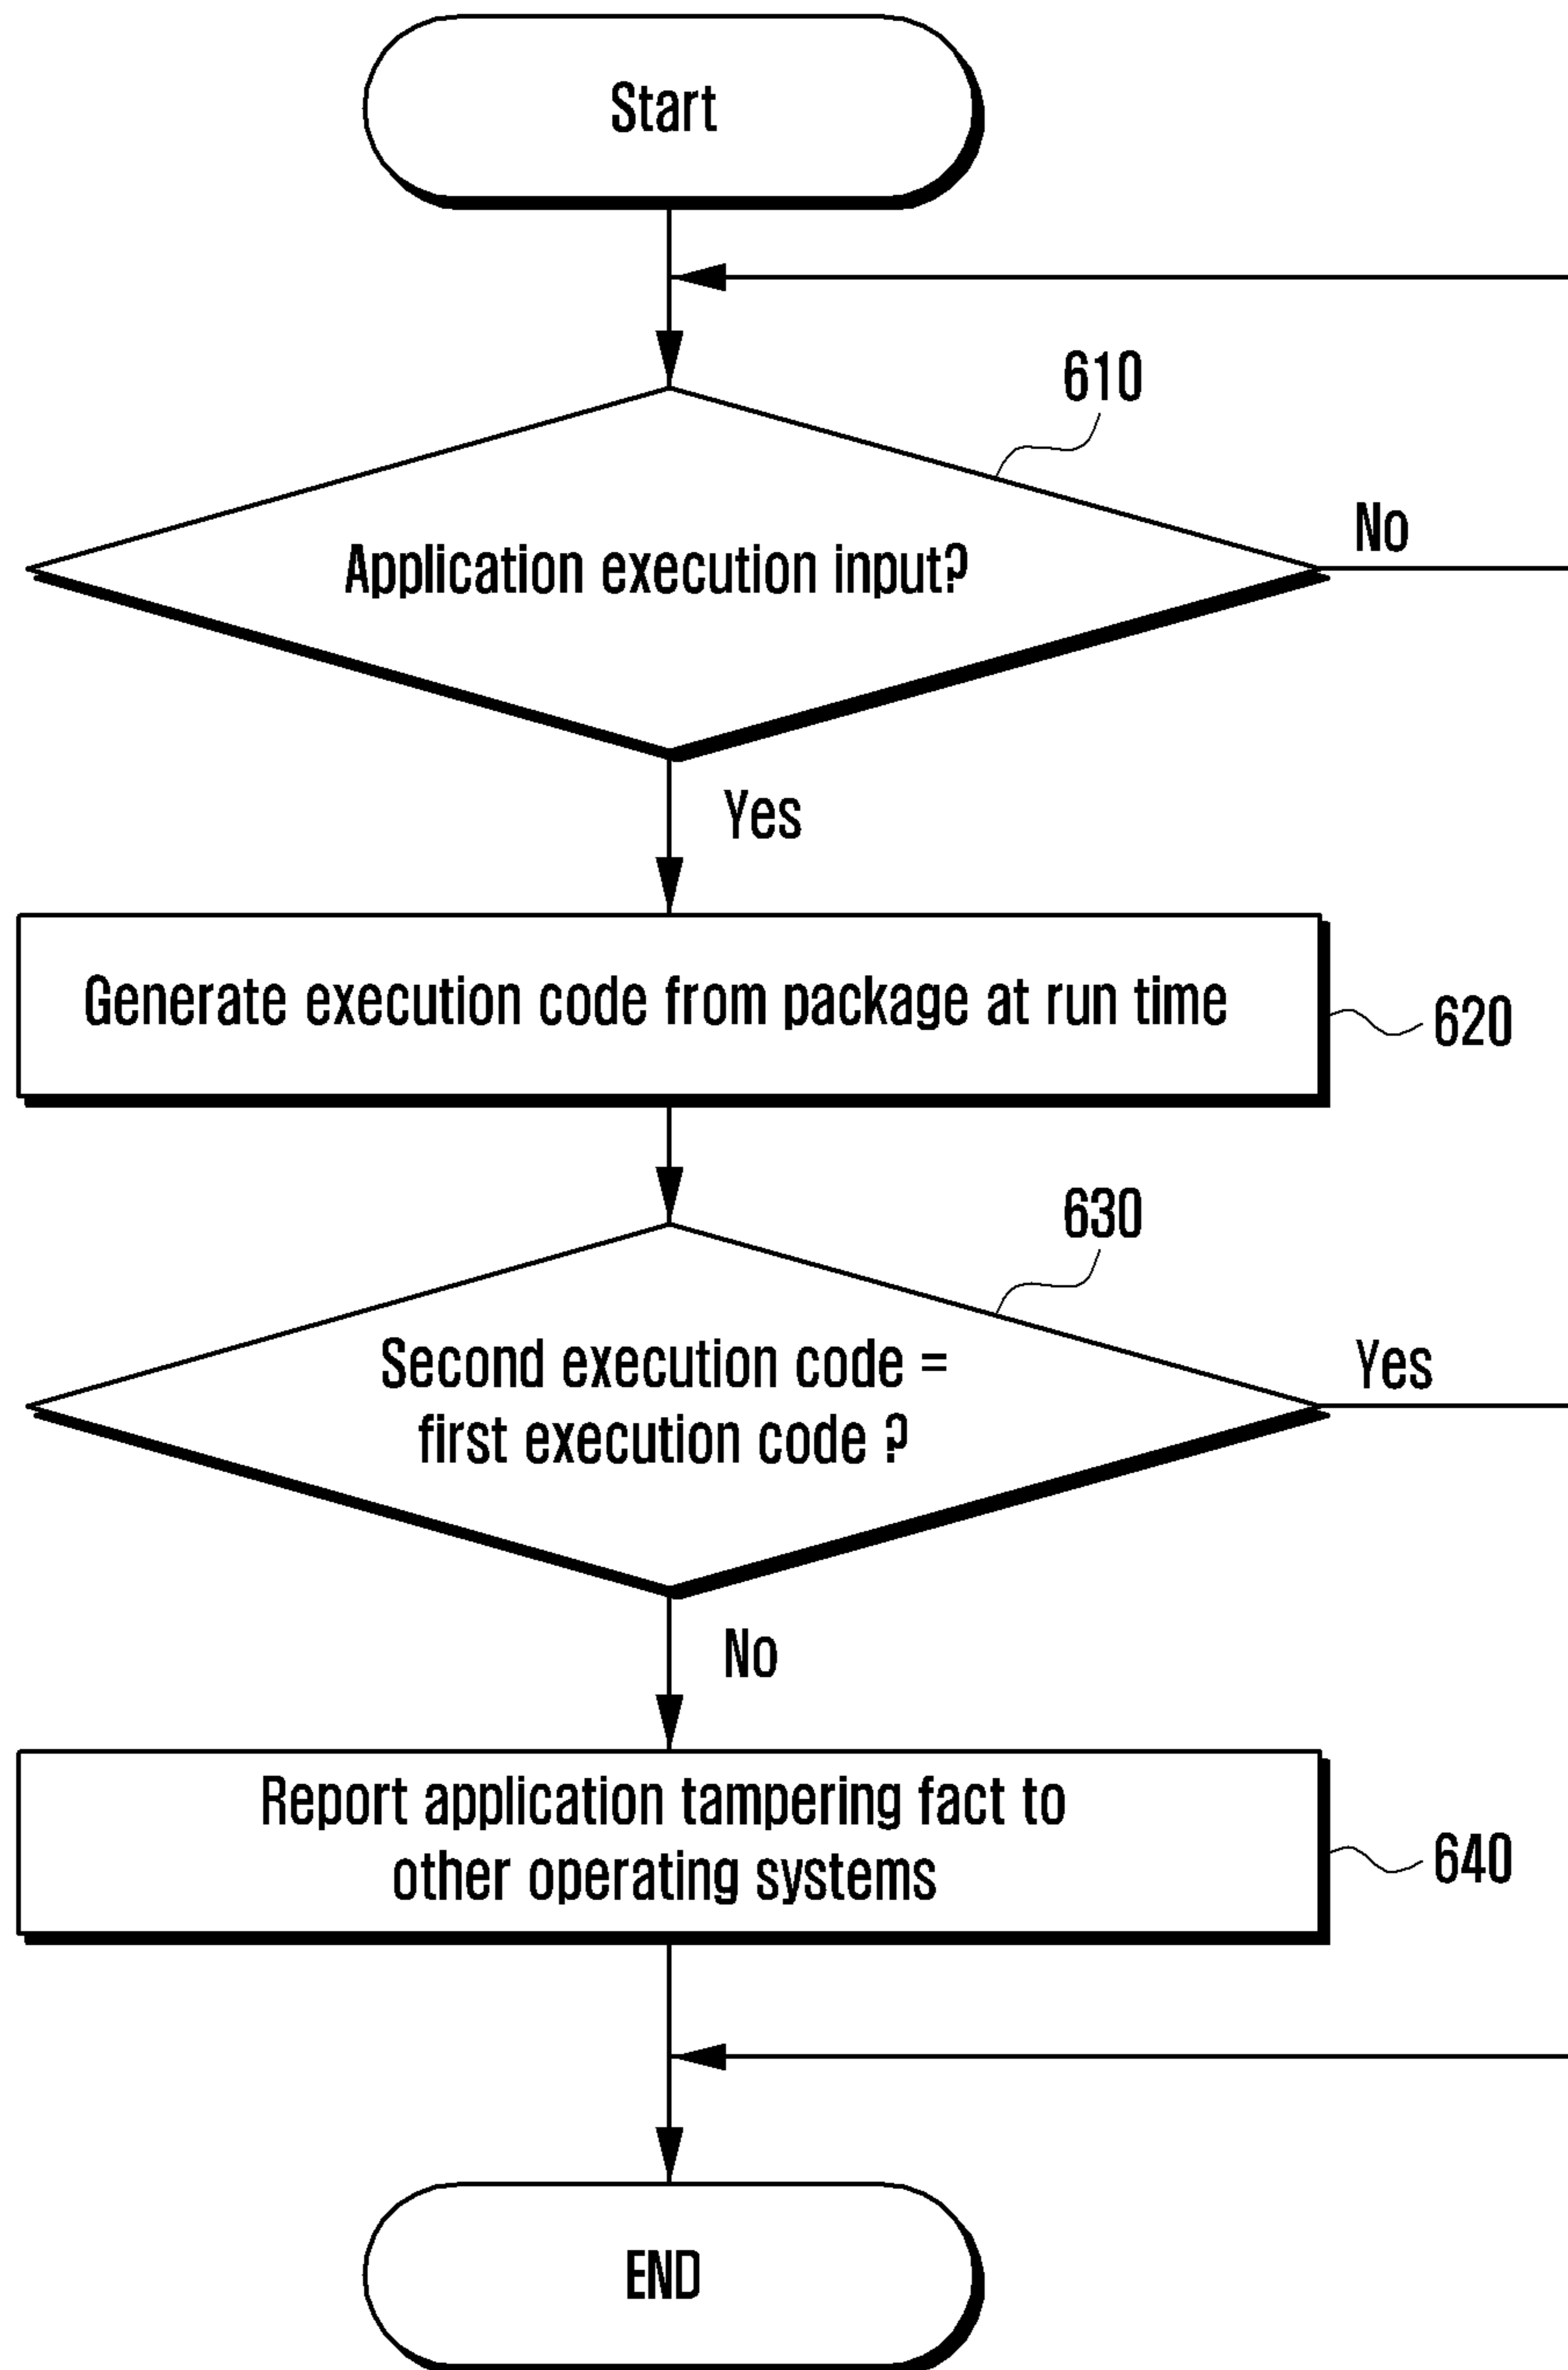 Start
610
No
Application execution input?
Yes
Generate execution code from package at run time
620
630
Yes
Second execution code =
first execution code ?
No
Report application tampering fact to
other operating systems
640
END